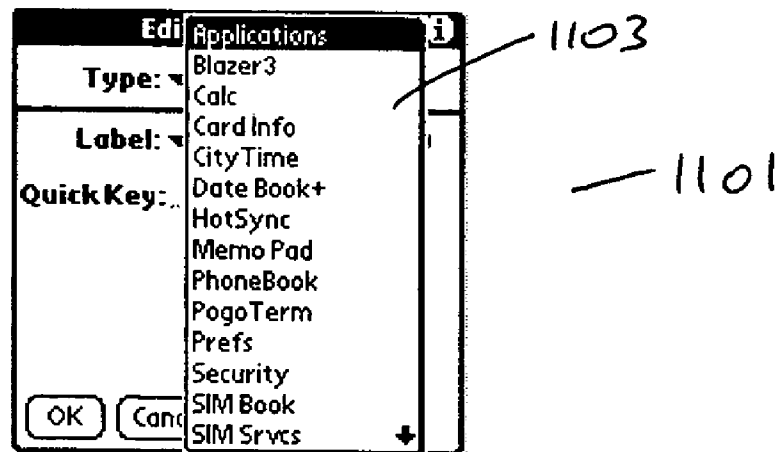 Edi Applications i
Type: Blazer3
Calc
Label: Card Info
CityTime
Quick Key: Date Book+
HotSync
Memo Pad
PhoneBook
PogoTerm
Prefs
Security
OK Canc SIM Book
SIM Srvcs
1103
1101